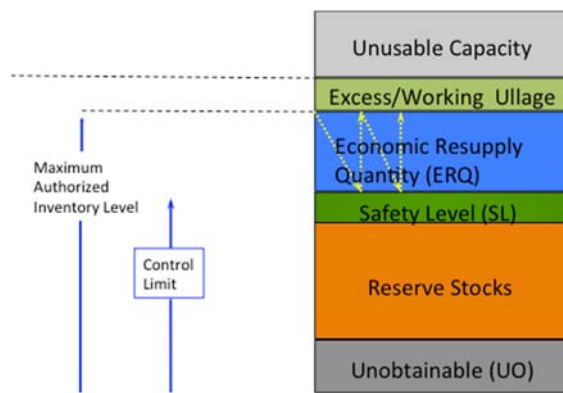 Unusable Capacity
Excess/Working Ullage
Maximum
Authorized
Inventory Level
Economic Resupply
Quantity (ERQ)
Control
Limit
Safety Level (SL)
Reserve Stocks
Unobtainable (UO)